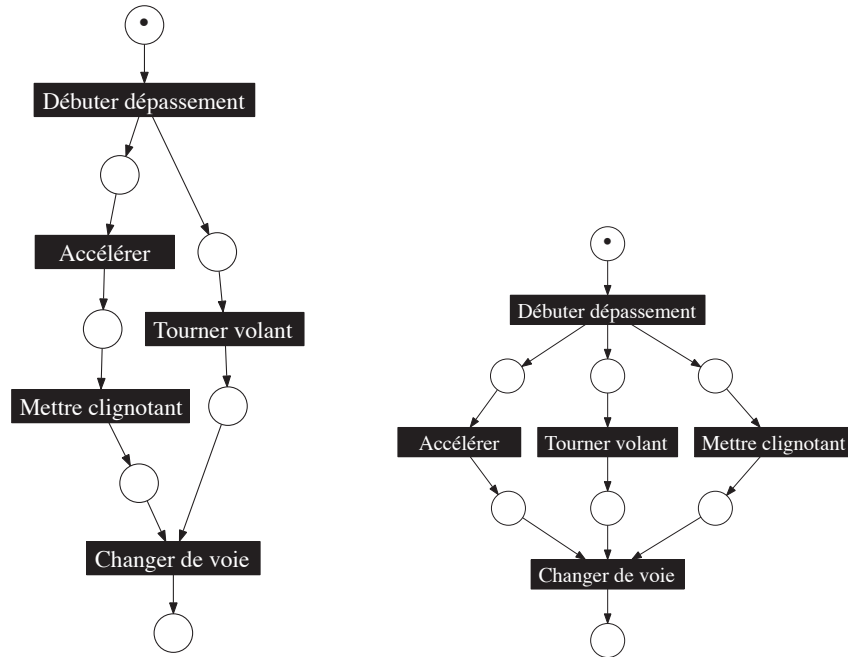 Débuter dépassement
Accélérer
Tourner volant
Mettre clignotant
Changer de voie
Débuter dépassement
Accélérer
Tourner volant
Mettre clignotant
Changer de voie